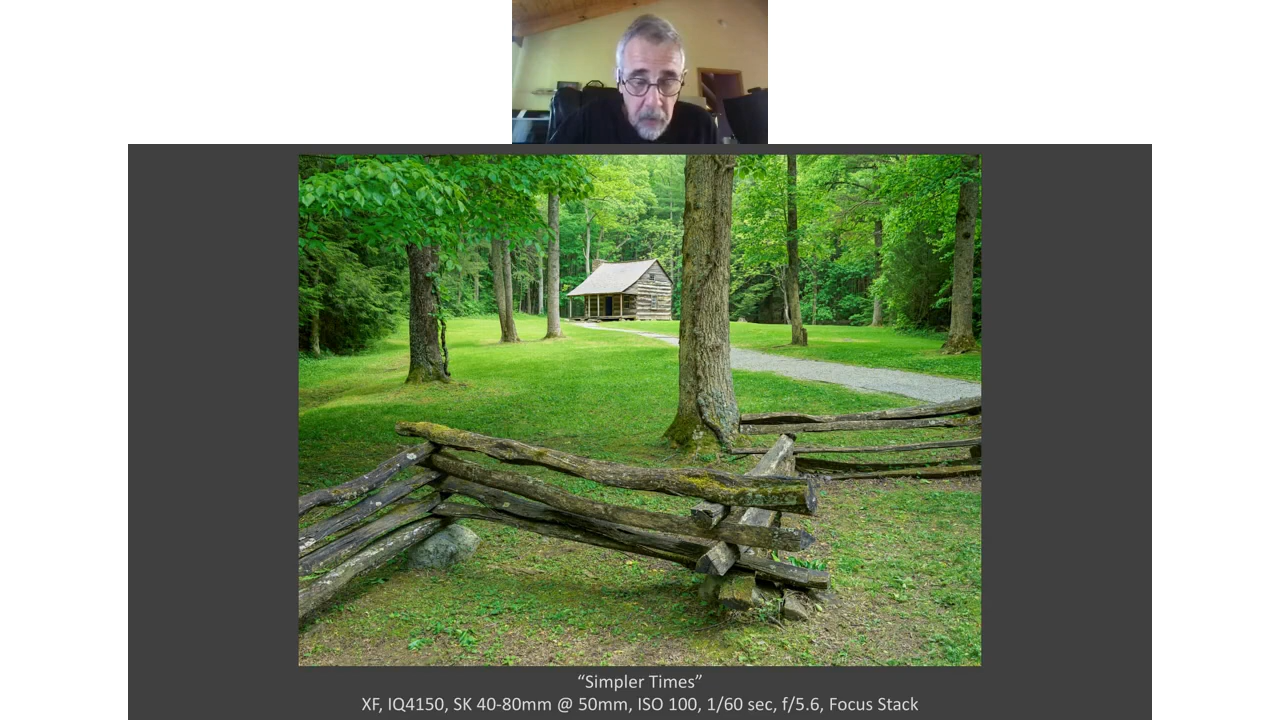 “Simpler Times”
XF, IQ4150, SK 40-80mm @ 50mm, ISO 100, 1/60 sec, f/5.6, Focus Stack